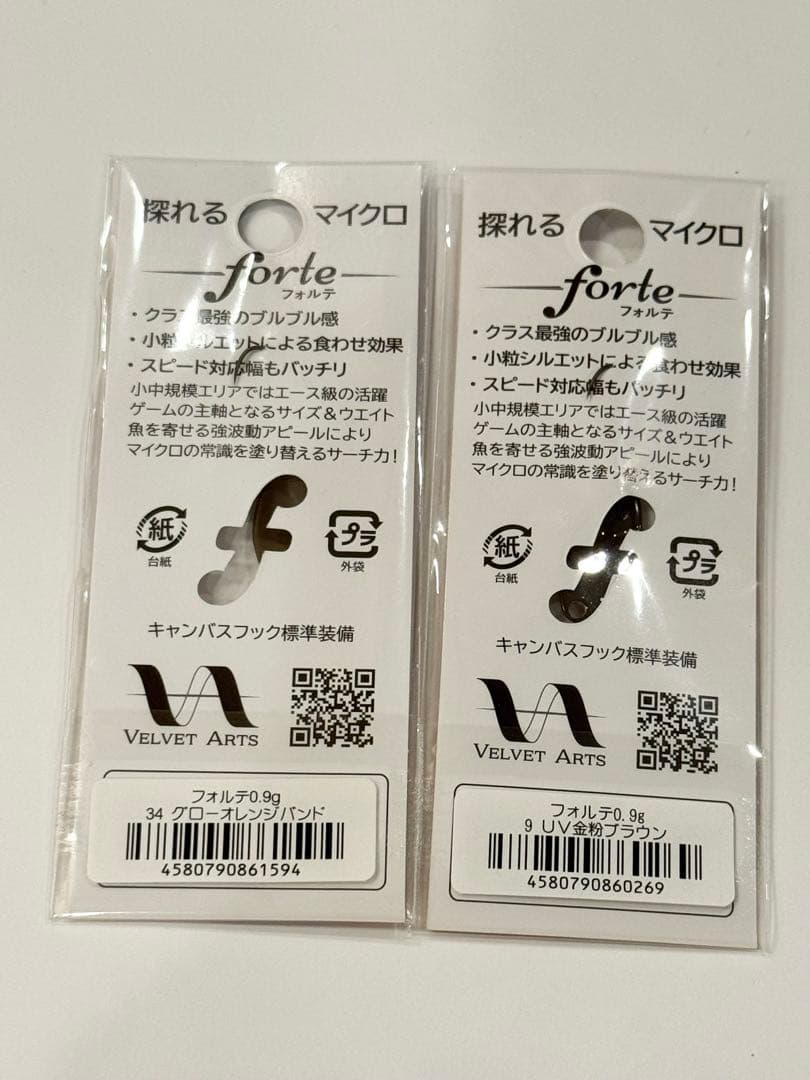 探れる マイクロ
forte
フォルテ
・クラス最強のブルブル感
・小粒シルエットによる食わせ効果
・スピード対応幅もバッチリ
小中規模エリアではエース級の活躍
ゲームの主軸となるサイズ＆ウエイト
魚を寄せる強波動アピールにより
マイクロの常識を塗り替えるサーチ力！
紙
台紙
f
プラ
外袋
キャンバスフック標準装備
VELVET ARTS
フォルテ0.9g
34 グローオレンジバンド
4580790861594
探れる マイクロ
forte
フォルテ
・クラス最強のブルブル感
・小粒シルエットによる食わせ効果
・スピード対応幅もバッチリ
小中規模エリアではエース級の活躍
ゲームの主軸となるサイズ＆ウエイト
魚を寄せる強波動アピールにより
マイクロの常識を塗り替えるサーチ力！
紙
台紙
f
プラ
外袋
キャンバスフック標準装備
VELVET ARTS
フォルテ0.9g
9 UV金粉ブラウン
4580790860269